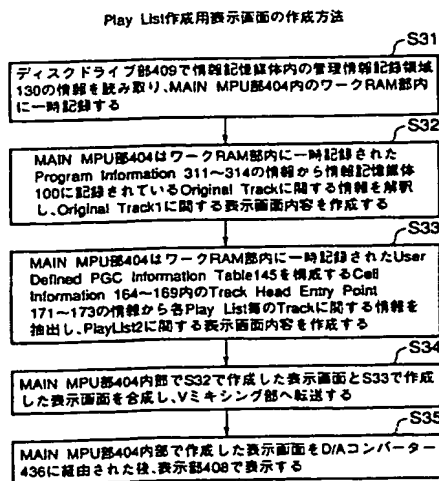 Play List作成用表示画面の作成方法
S31
ディスクドライブ部409で情報記憶媒体内の管理情報記録領域
130の情報を読み取り、MAIN MPU部404内のワークRAM部内
に一時記録する
S32
MAIN MPU部404はワークRAM部内に一時記録された
Program Information 311〜314の情報から情報記憶媒体
100に記録されているOriginal Trackに関する情報を解釈
し、Original Track1に関する表示画面内容を作成する
S33
MAIN MPU部404はワークRAM部内に一時記録されたUser
Defined PGC Information Table145を構成するCell
Information 164〜169内のTrack Head Entry Point
171〜173の情報から各Play List毎のTrackに関する情報を
抽出し、PlayList2に関する表示画面内容を作成する
S34
MAIN MPU部404内部でS32で作成した表示画面とS33で作
成した表示画面を合成し、Vミキシング部へ転送する
S35
MAIN MPU部404内部で作成した表示画面をD/Aコンバーター
436に経由された後、表示部408で表示する